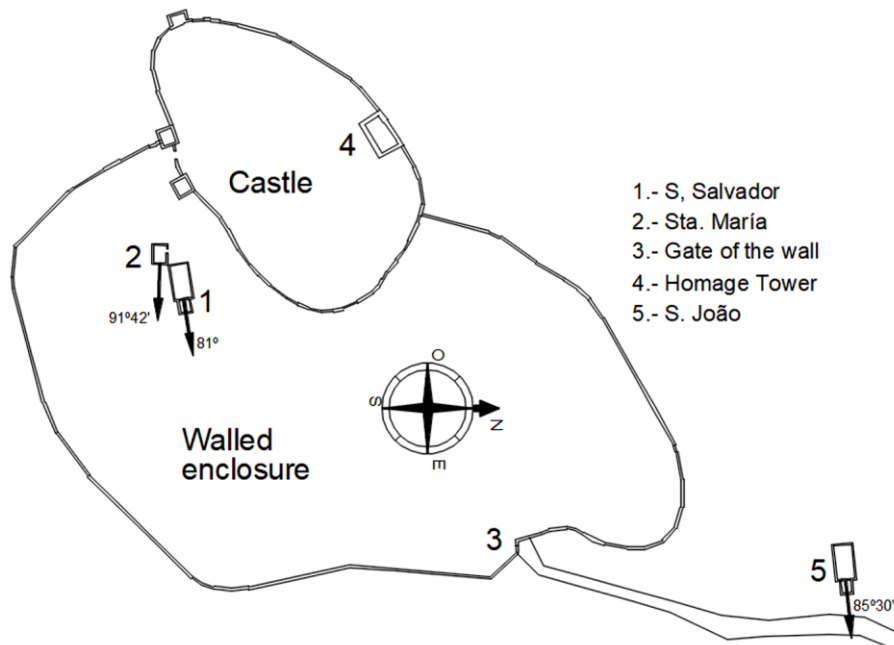 4
Castle
1.- S, Salvador
2.- Sta. María
3.- Gate of the wall
4.- Homage Tower
5.- S. João
2
1
91º42'
81º
O
S
N
E
Walled
enclosure
3
5
85º30'